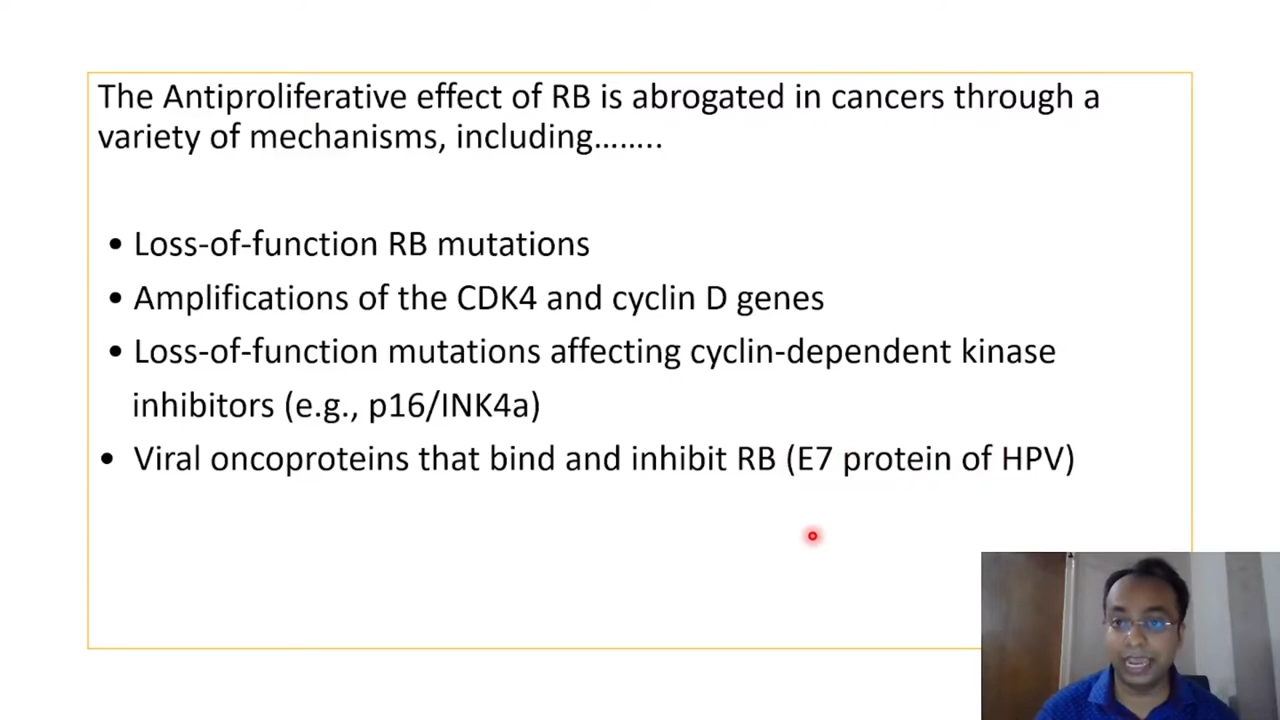 The Antiproliferative effect of RB is abrogated in cancers through a
variety of mechanisms, including……..
• Loss-of-function RB mutations
• Amplifications of the CDK4 and cyclin D genes
• Loss-of-function mutations affecting cyclin-dependent kinase
inhibitors (e.g., p16/INK4a)
• Viral oncoproteins that bind and inhibit RB (E7 protein of HPV)